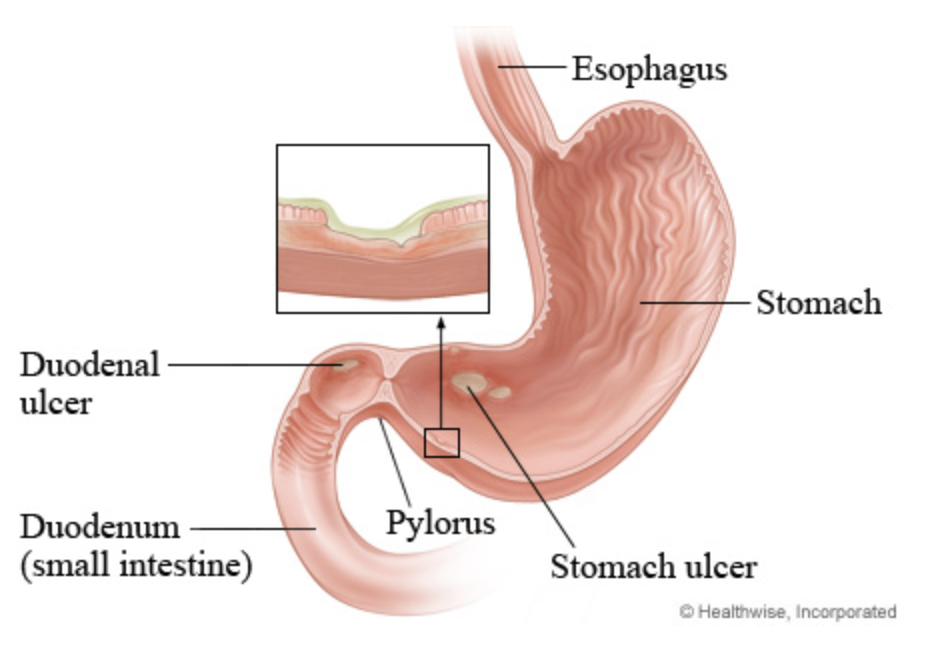 Esophagus
Stomach
Duodenal
ulcer
Pylorus
Duodenum
(small intestine)
Stomach ulcer
© Healthwise, Incorporated